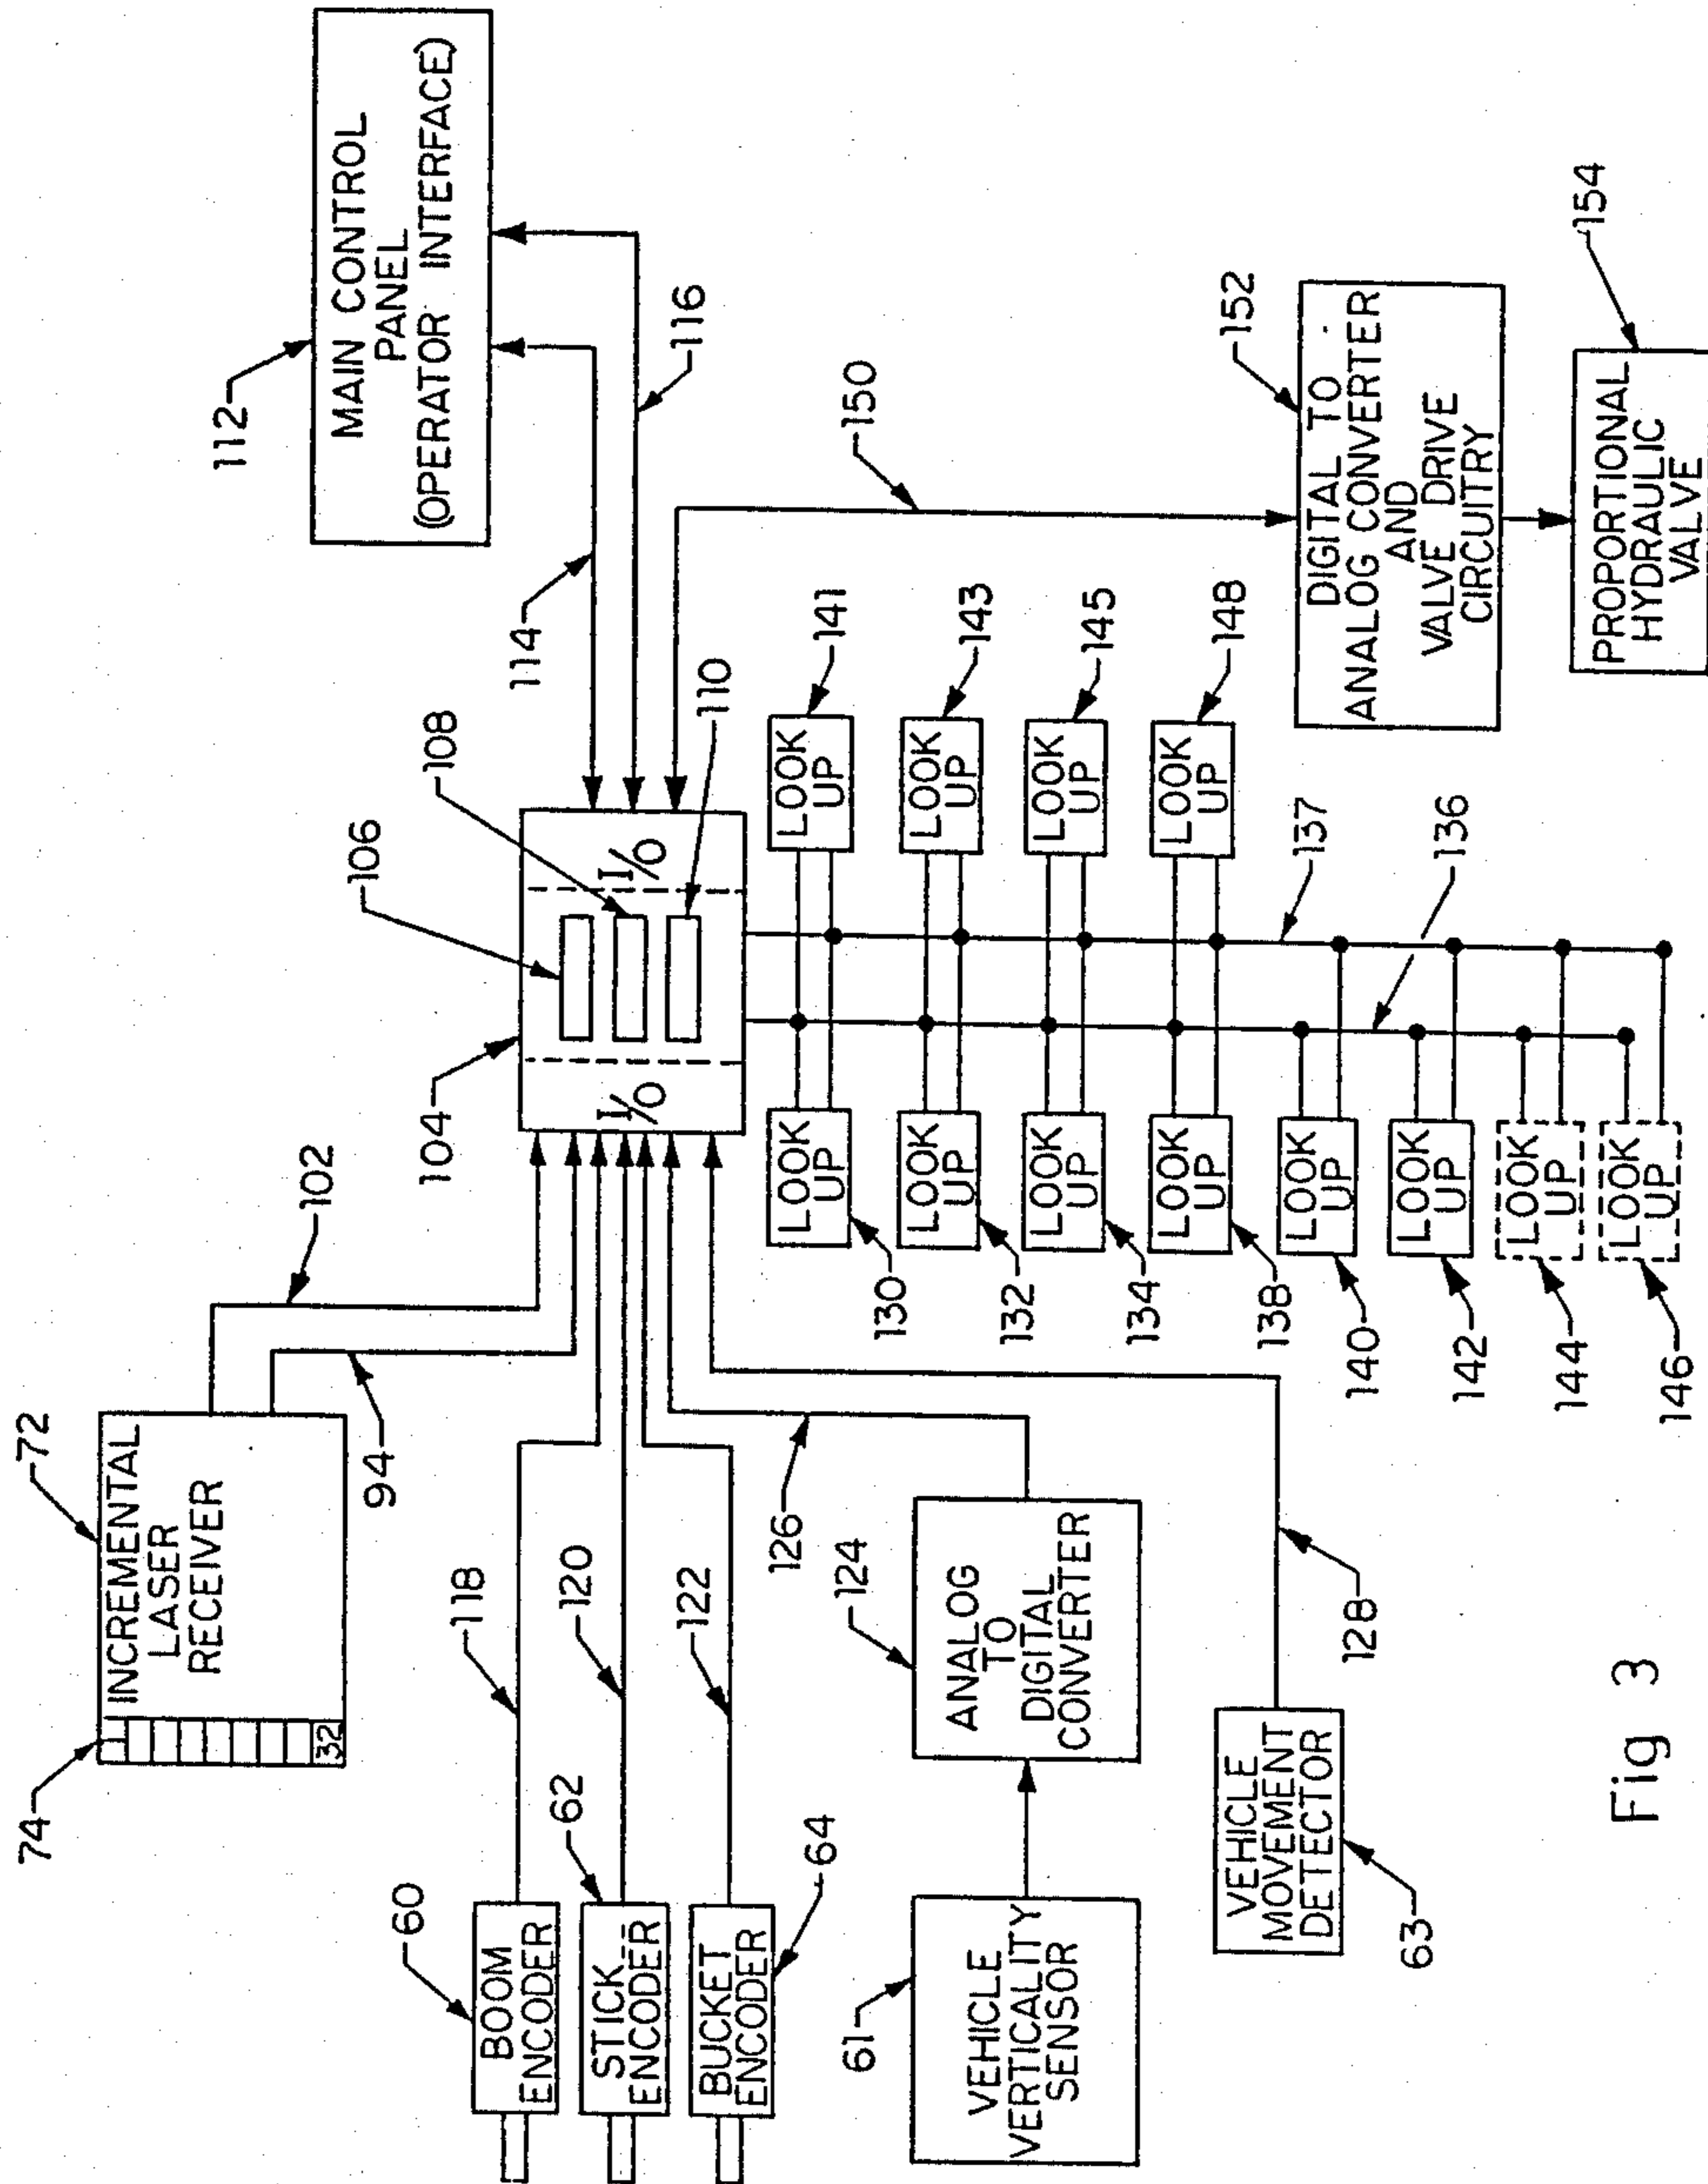 74
72
INCREMENTAL
LASER
RECEIVER
1
32
102
94
112
MAIN CONTROL
PANEL
(OPERATOR INTERFACE)
114
116
104
106
108
110
I/O
I/O
60
BOOM
ENCODER
118
62
STICK
ENCODER
120
BUCKET
ENCODER
64
122
61
VEHICLE
VERTICALITY
SENSOR
124
ANALOG
TO
DIGITAL
CONVERTER
126
VEHICLE
MOVEMENT
DETECTOR
63
128
LOOK
UP
130
LOOK
UP
141
LOOK
UP
132
LOOK
UP
143
LOOK
UP
134
LOOK
UP
145
LOOK
UP
138
LOOK
UP
148
LOOK
UP
140
LOOK
UP
142
LOOK
UP
144
LOOK
UP
146
137
136
150
152
DIGITAL TO
ANALOG CONVERTER
AND
VALVE DRIVE
CIRCUITRY
154
PROPORTIONAL
HYDRAULIC
VALVE
Fig 3